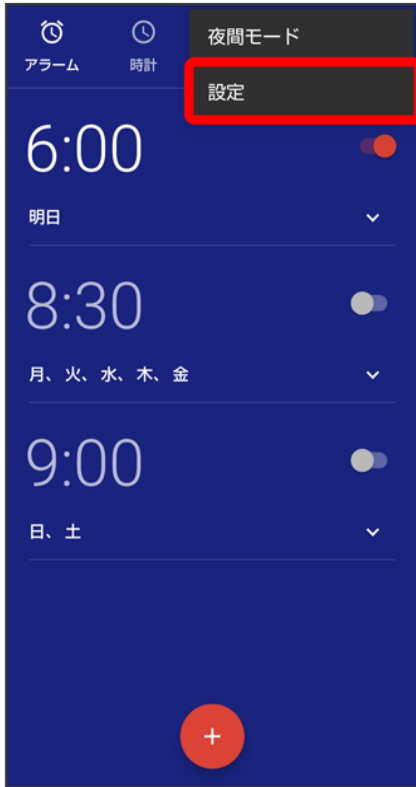 夜間モード
アラーム 時計
設定
6:00
明日
8:30
月、火、水、木、金
9:00
日、土
+